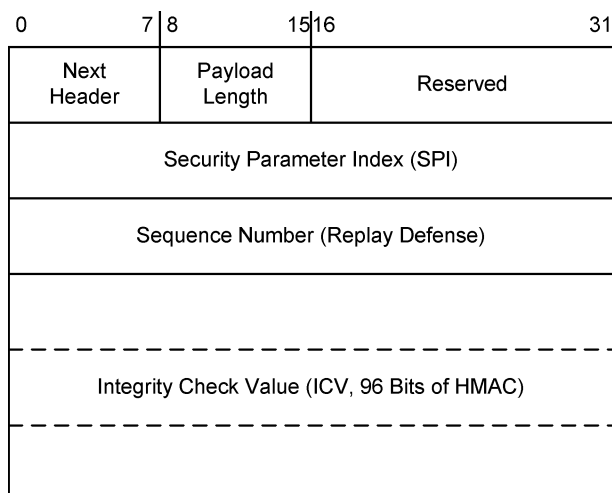 0 7 8 15 16 31
Next Header Payload Length Reserved
Security Parameter Index (SPI)
Sequence Number (Replay Defense)
Integrity Check Value (ICV, 96 Bits of HMAC)